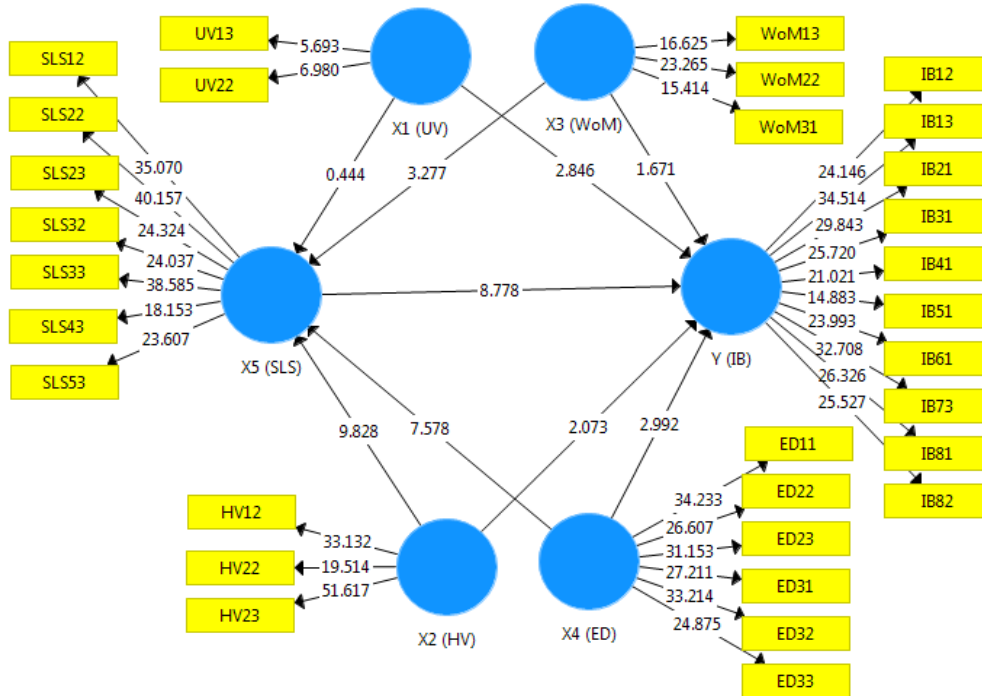 UV13
UV22
5.693
6.980
X1 (UV)
X3 (WoM)
16.625
23.265
15.414
WoM13
WoM22
WoM31
SLS12
SLS22
SLS23
SLS32
SLS33
SLS43
SLS53
35.070
40.157
24.324
24.037
38.585
18.153
23.607
X5 (SLS)
0.444
3.277
2.846
1.671
8.778
9.828
7.578
2.073
2.992
Y (IB)
24.146
34.514
29.843
25.720
21.021
14.883
23.993
32.708
26.326
25.527
IB12
IB13
IB21
IB31
IB41
IB51
IB61
IB73
IB81
IB82
HV12
HV22
HV23
33.132
19.514
51.617
X2 (HV)
X4 (ED)
34.233
26.607
31.153
27.211
33.214
24.875
ED11
ED22
ED23
ED31
ED32
ED33